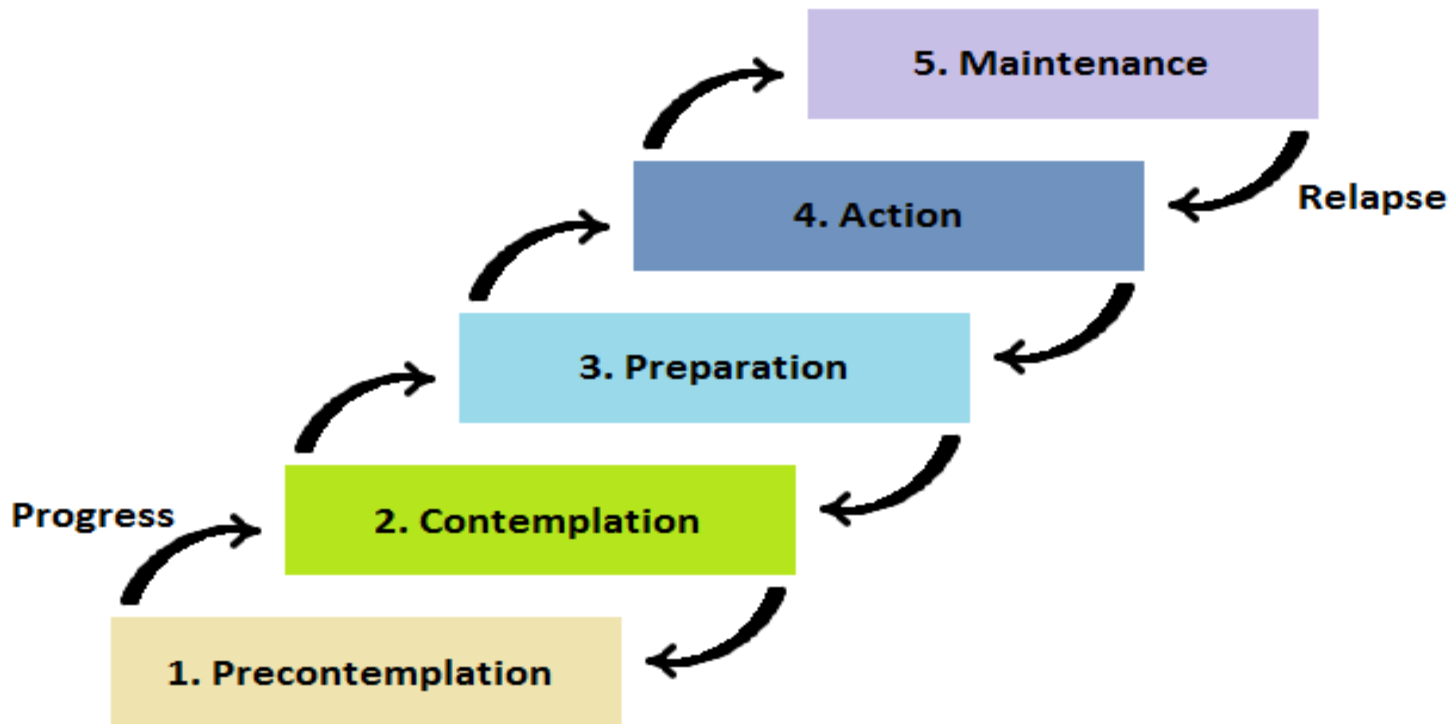 5. Maintenance
Relapse
4. Action
3. Preparation
Progress
2. Contemplation
1. Precontemplation